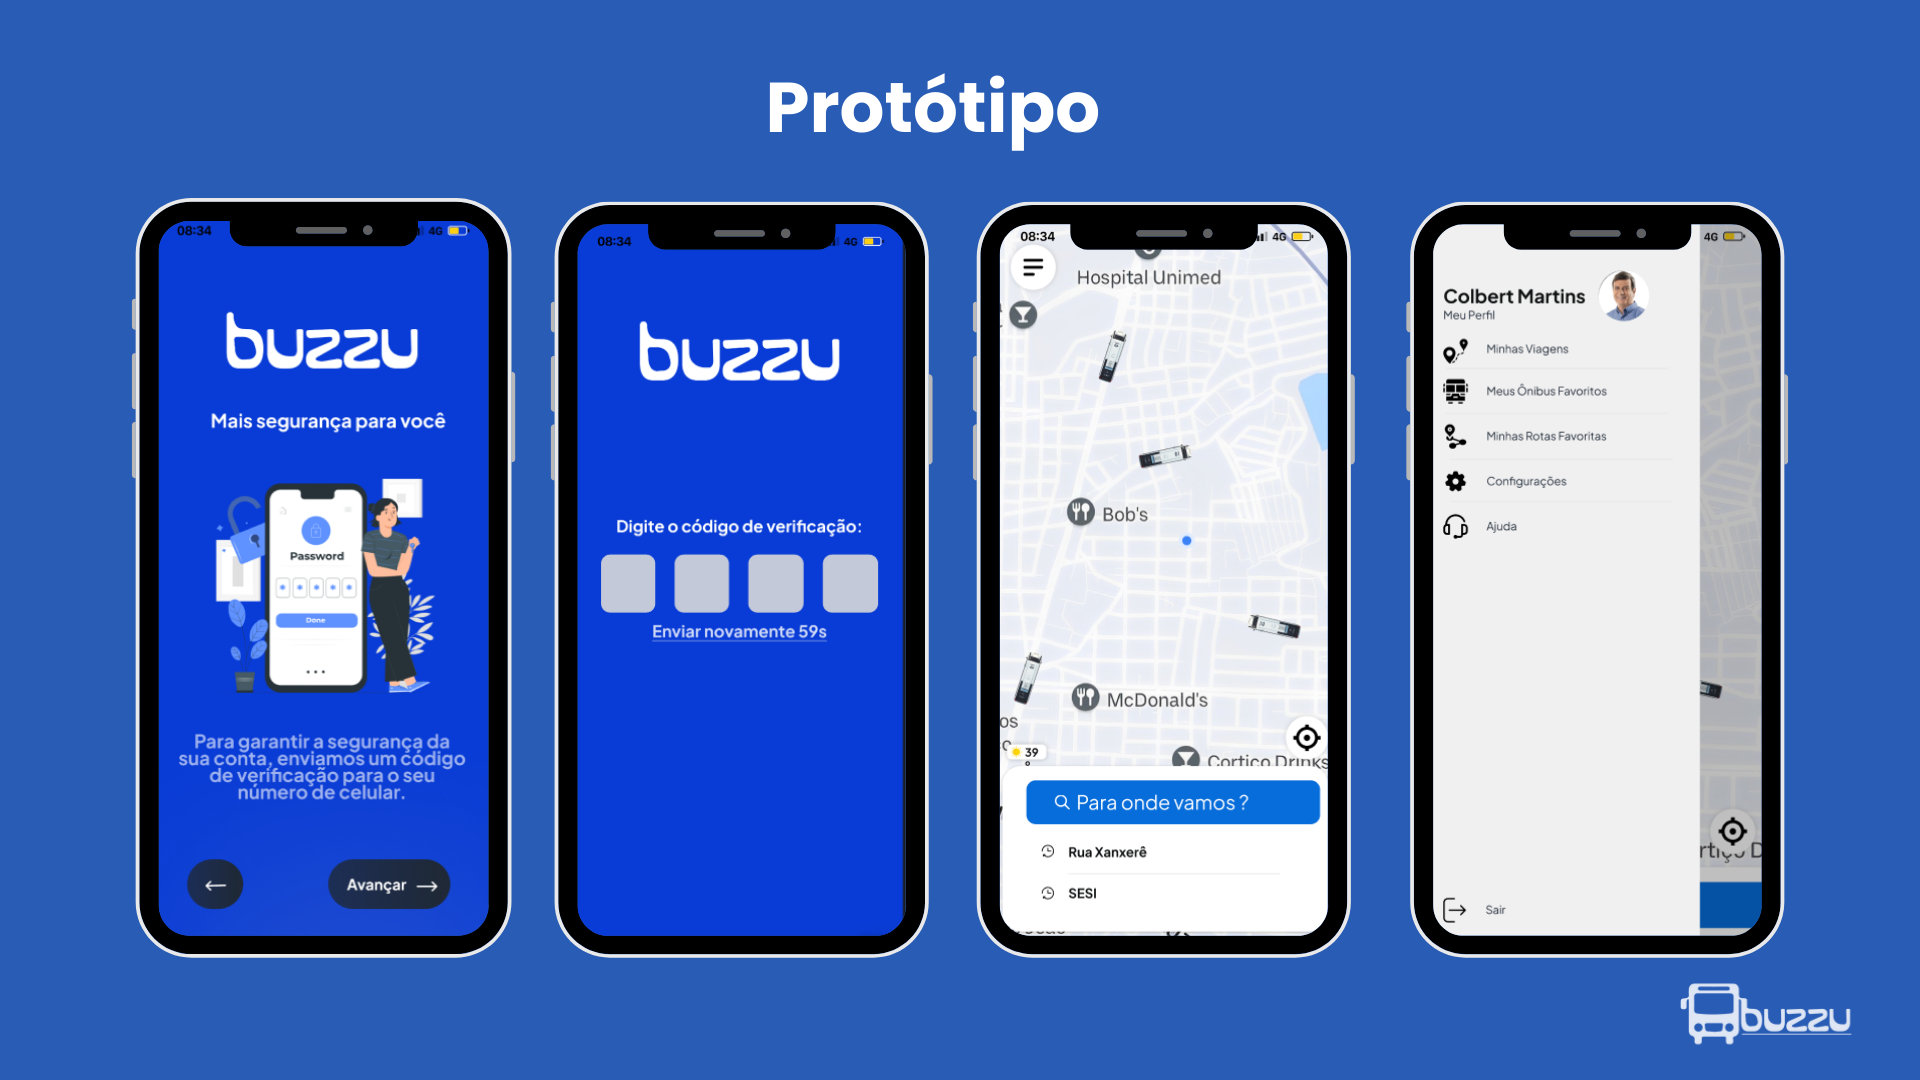 Protótipo
08:34
4G
buzzu
Mais segurança para você
Password
* * * * *
Done
Para garantir a segurança da
sua conta, enviamos um código
de verificação para o seu
número de celular.
Avançar
08:34
4G
buzzu
Digite o código de verificação:
Enviar novamente 59s
08:34
4G
Hospital Unimed
Bob's
McDonald's
os
39
Cortiço Drinks
Para onde vamos ?
Rua Xanxerê
SESI
4G
Colbert Martins
Meu Perfil
Minhas Viagens
Meus Ônibus Favoritos
Minhas Rotas Favoritas
Configurações
Ajuda
rtiço D
Sair
buzzu